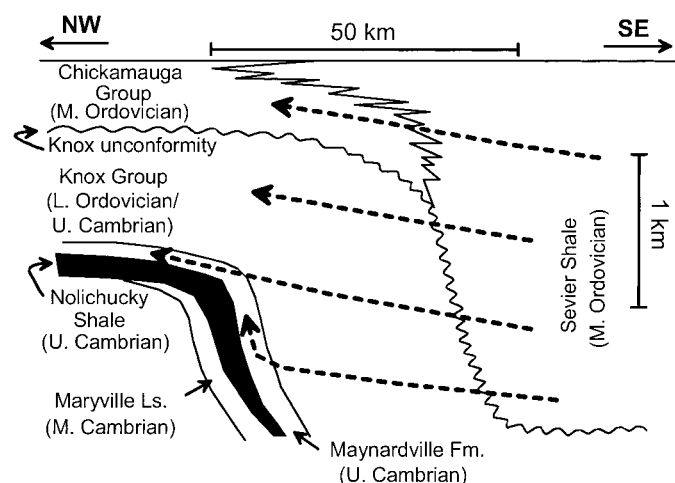 NW
50 km
SE
Chickamauga
Group
(M. Ordovician)
Knox unconformity
Knox Group
(L. Ordovician/
U. Cambrian)
Nolichucky
Shale
(U. Cambrian)
Maryville Ls.
(M. Cambrian)
Maynardville Fm.
(U. Cambrian)
Sevier Shale
(M. Ordovician)
1 km